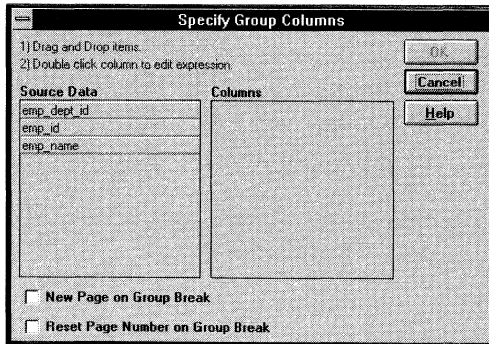 Specify Group Columns
1) Drag and Drop items.
2) Double click column to edit expression.
OK
Cancel
Help
Source Data
Columns
emp_dept_id
emp_id
emp_name
New Page on Group Break
Reset Page Number on Group Break